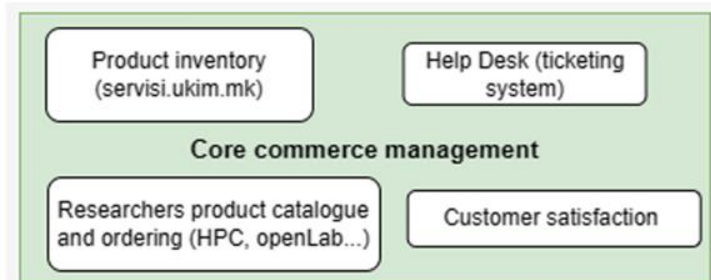 Product inventory
(servisi.ukim.mk)
Help Desk (ticketing
system)
Core commerce management
Researchers product catalogue
and ordering (HPC, openLab...)
Customer satisfaction